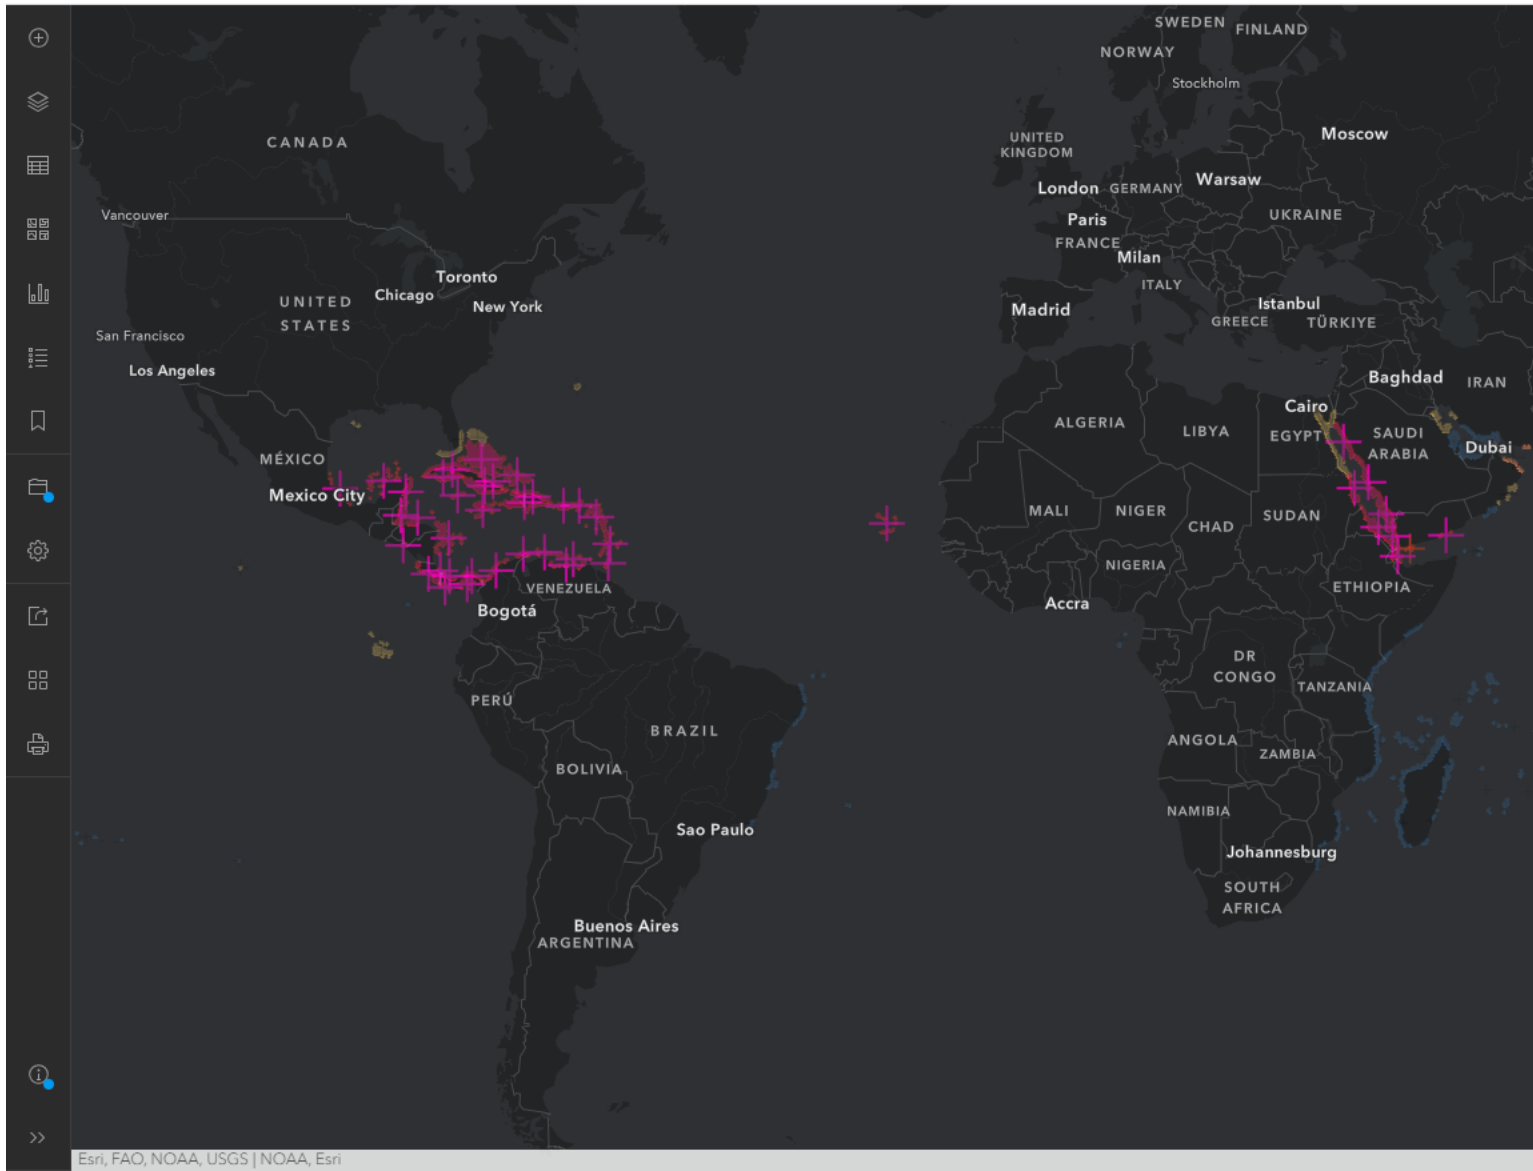 SWEDEN
FINLAND
NORWAY
Stockholm
Moscow
CANADA
UNITED
KINGDOM
London
GERMANY
Warsaw
Vancouver
Paris
UKRAINE
FRANCE
Milan
Toronto
ITALY
Chicago
New York
UNITED
STATES
Madrid
Istanbul
GREECE
TÜRKIYE
San Francisco
Los Angeles
Baghdad
IRAN
Cairo
ALGERIA
LIBYA
EGYPT
SAUDI
ARABIA
Dubai
MÉXICO
Mexico City
MALI
NIGER
CHAD
SUDAN
NIGERIA
VENEZUELA
ETHIOPIA
Bogotá
Accra
DR
CONGO
TANZANIA
PERÚ
BRAZIL
ANGOLA
ZAMBIA
BOLIVIA
NAMIBIA
Sao Paulo
Johannesburg
SOUTH
AFRICA
Buenos Aires
ARGENTINA
Esri, FAO, NOAA, USGS | NOAA, Esri